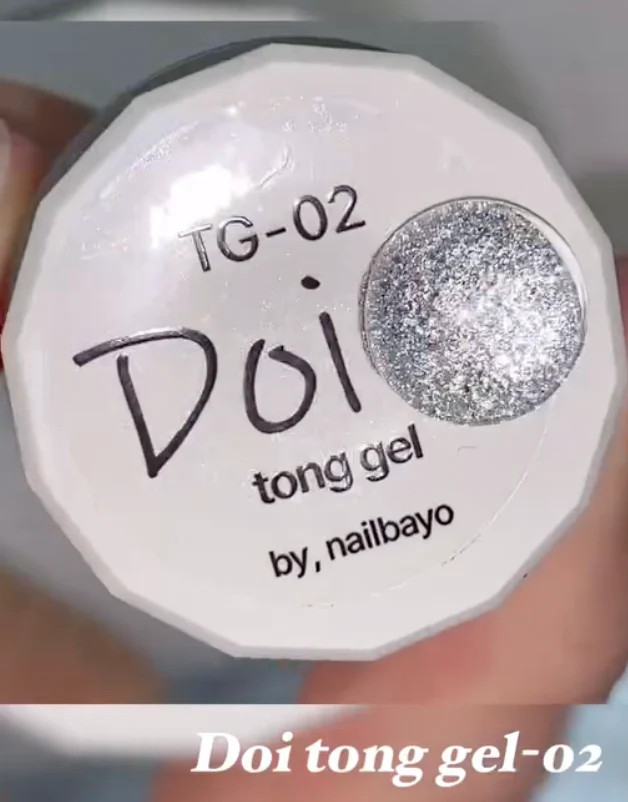 TG-02
Doi
tong gel
by, nailbayo
Doi tong gel-02